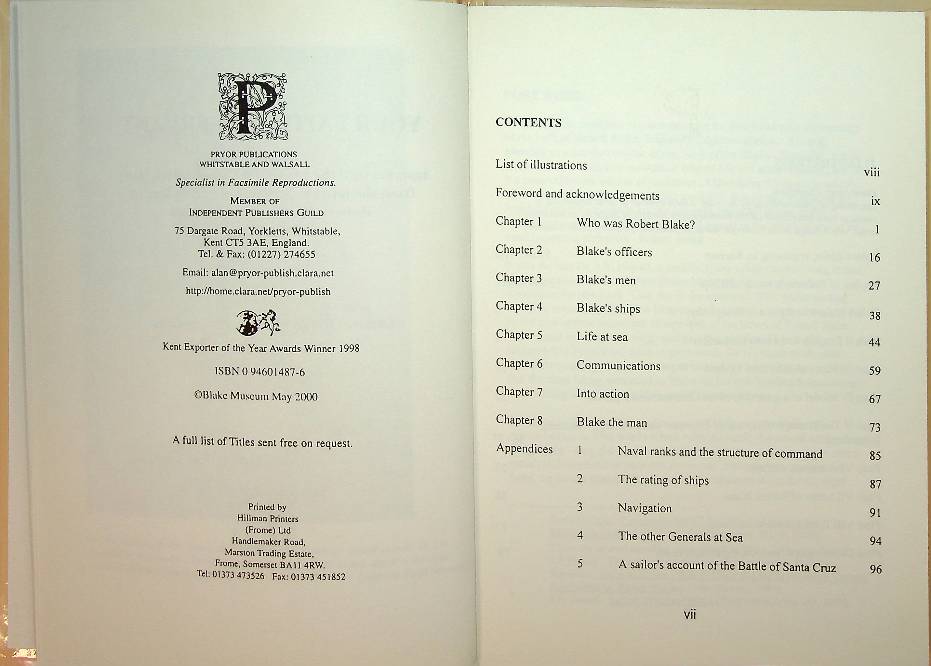 P
PRYOR PUBLICATIONS
WHITSTABLE AND WALSALL
Specialist in Facsimile Reproductions.
MEMBER OF
INDEPENDENT PUBLISHERS GUILD
75 Dargate Road, Yorkletts, Whitstable,
Kent CT5 3AE, England.
Tel. & Fax: (01227) 274655
Email: alan@pryor-publish.clara.net
http://home.clara.net/pryor-publish
Kent Exporter of the Year Awards Winner 1998
ISBN 0 94601487-6
©Blake Museum May 2000
A full list of Titles sent free on request.
Printed by
Hillman Printers
(Frome) Ltd
Handlemaker Road,
Marston Trading Estate,
Frome, Somerset BA11 4RW.
Tel: 01373 473526 Fax: 01373 451852
CONTENTS
List of illustrations viii
Foreword and acknowledgements ix
Chapter 1 Who was Robert Blake? 1
Chapter 2 Blake's officers 16
Chapter 3 Blake's men 27
Chapter 4 Blake's ships 38
Chapter 5 Life at sea 44
Chapter 6 Communications 59
Chapter 7 Into action 67
Chapter 8 Blake the man 73
Appendices 1 Naval ranks and the structure of command 85
2 The rating of ships 87
3 Navigation 91
4 The other Generals at Sea 94
5 A sailor's account of the Battle of Santa Cruz 96
vii